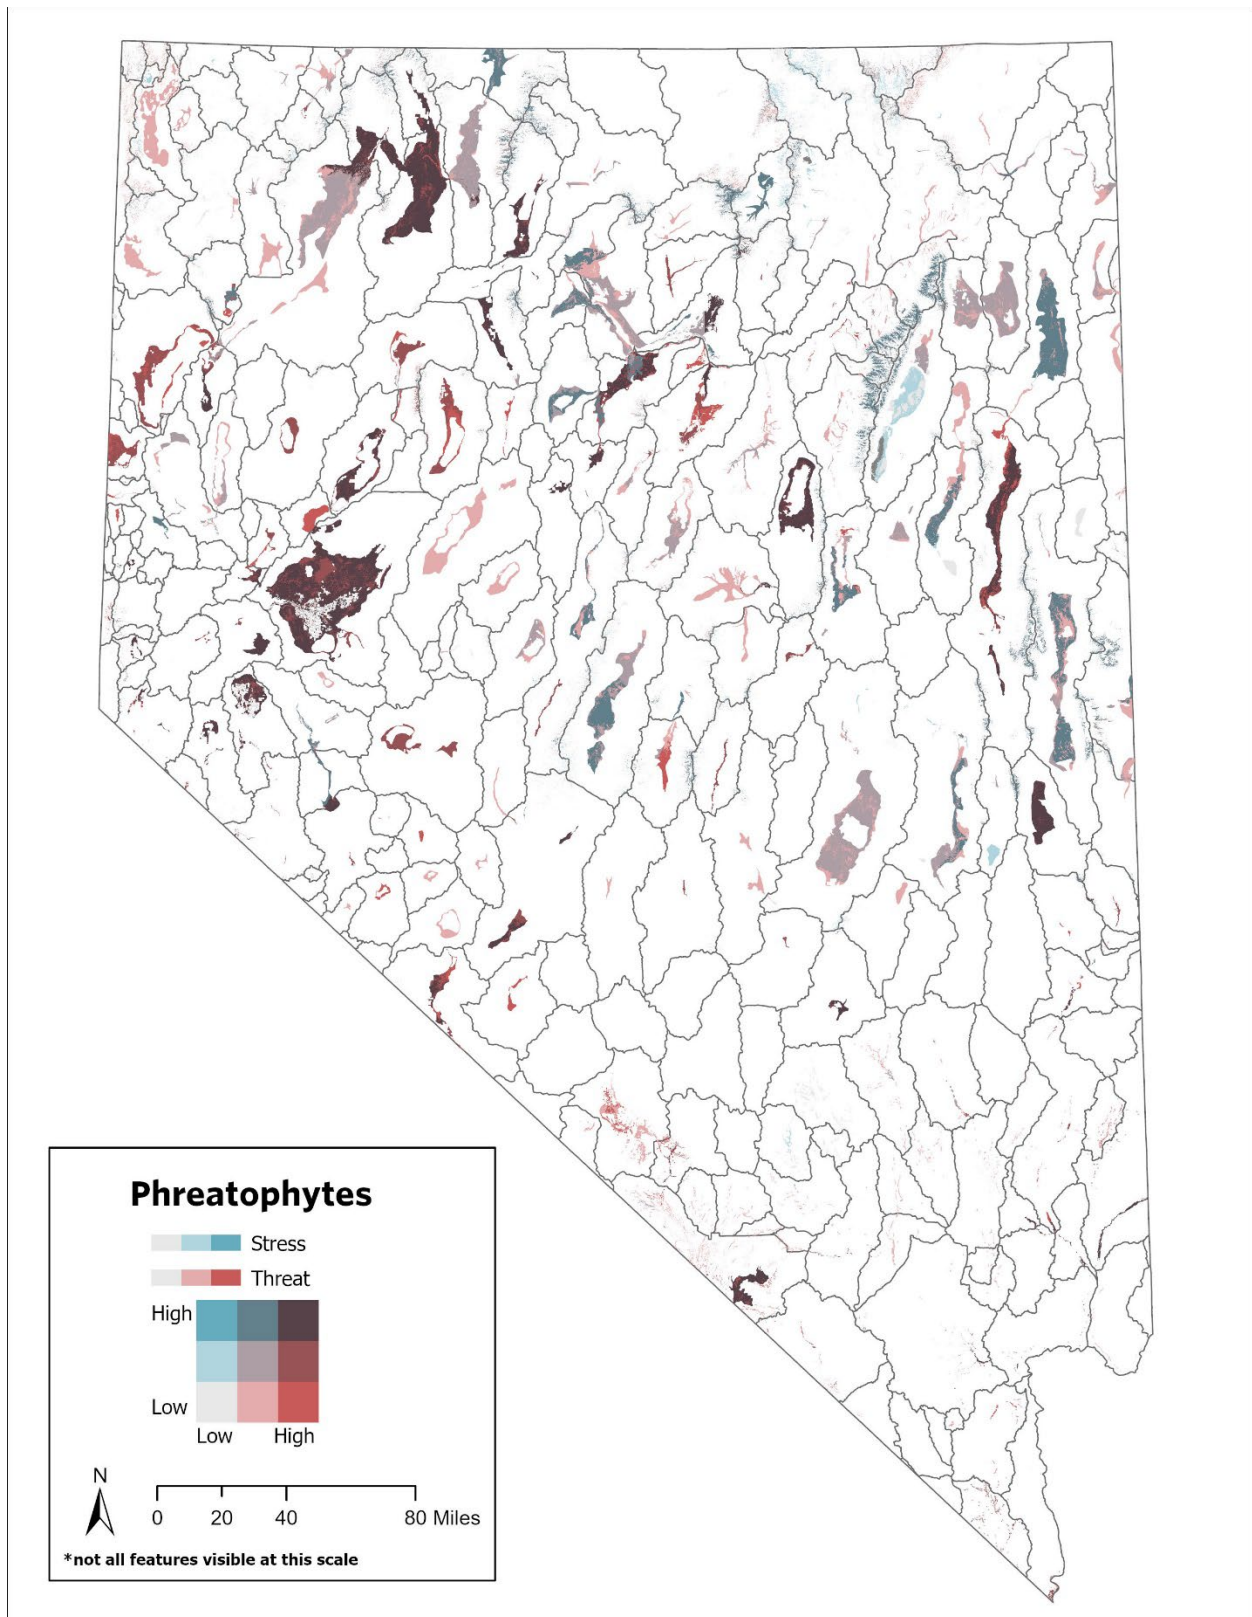 Phreatophytes
Stress
Threat
High
Low
Low High
N
0 20 40 80 Miles
*not all features visible at this scale